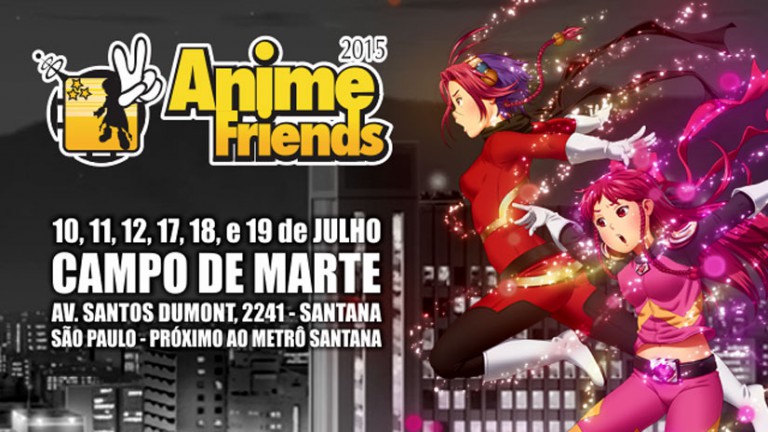 2015
Anime
Friends
10, 11, 12, 17, 18, e 19 de JULHO
CAMPO DE MARTE
AV. SANTOS DUMONT, 2241 - SANTANA
SÃO PAULO - PRÓXIMO AO METRÔ SANTANA